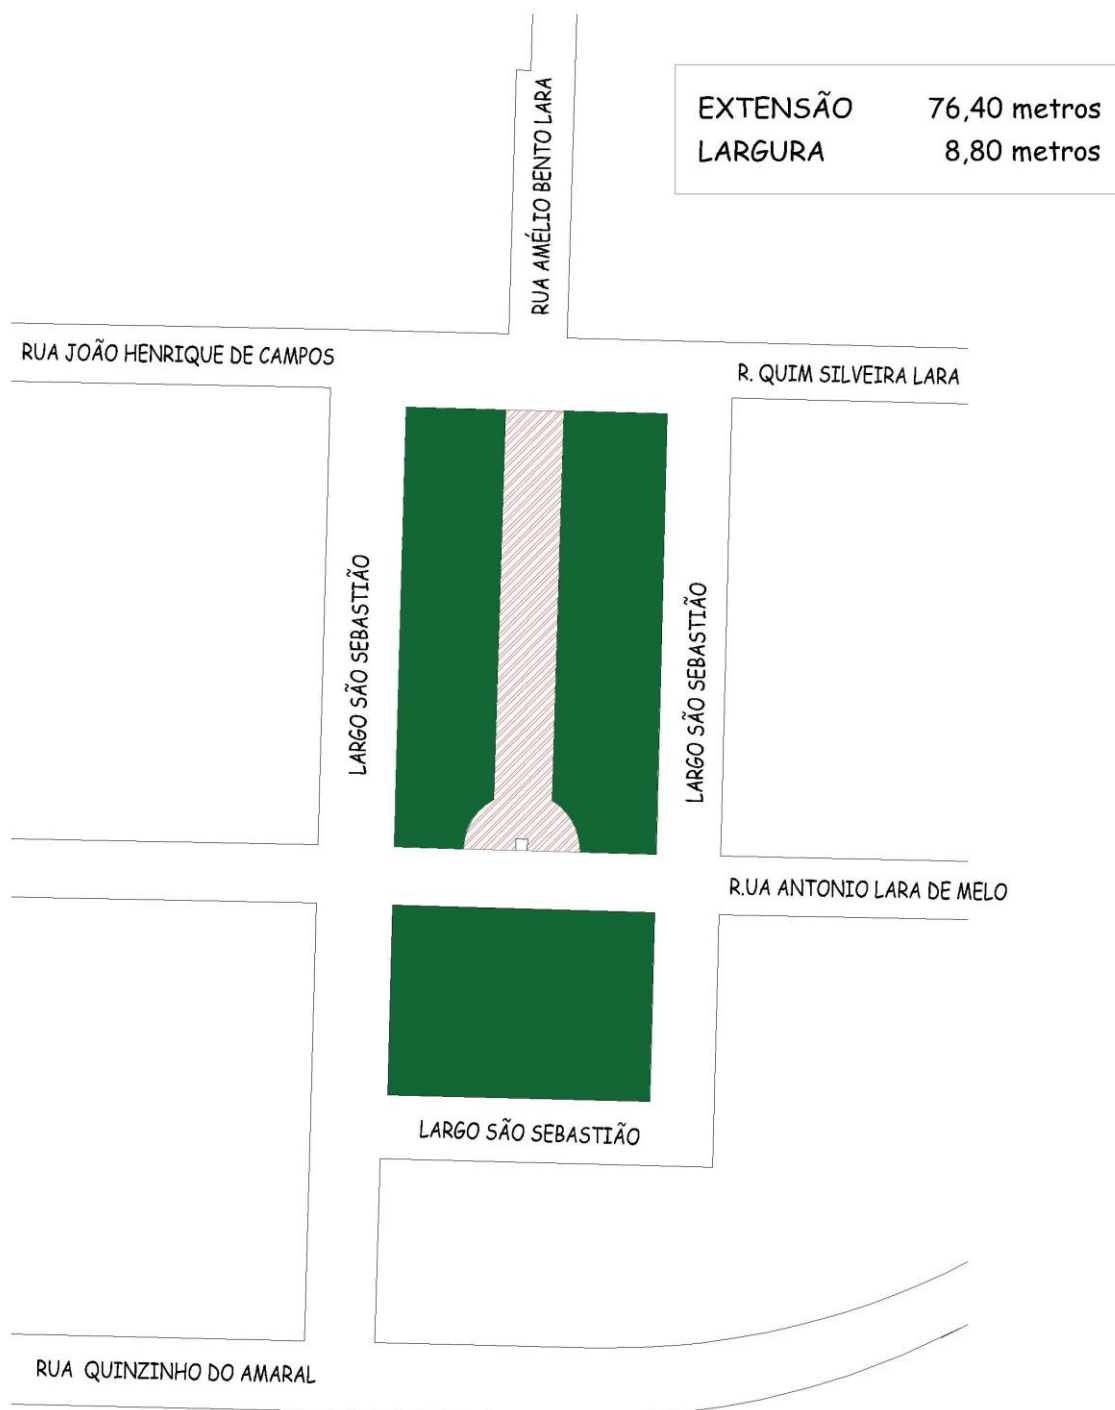 RUA AMÉLIO BENTO LARA
EXTENSÃO 76,40 metros
LARGURA 8,80 metros
RUA JOÃO HENRIQUE DE CAMPOS
R. QUIM SILVEIRA LARA
LARGO SÃO SEBASTIÃO
LARGO SÃO SEBASTIÃO
R.UA ANTONIO LARA DE MELO
LARGO SÃO SEBASTIÃO
RUA QUINZINHO DO AMARAL